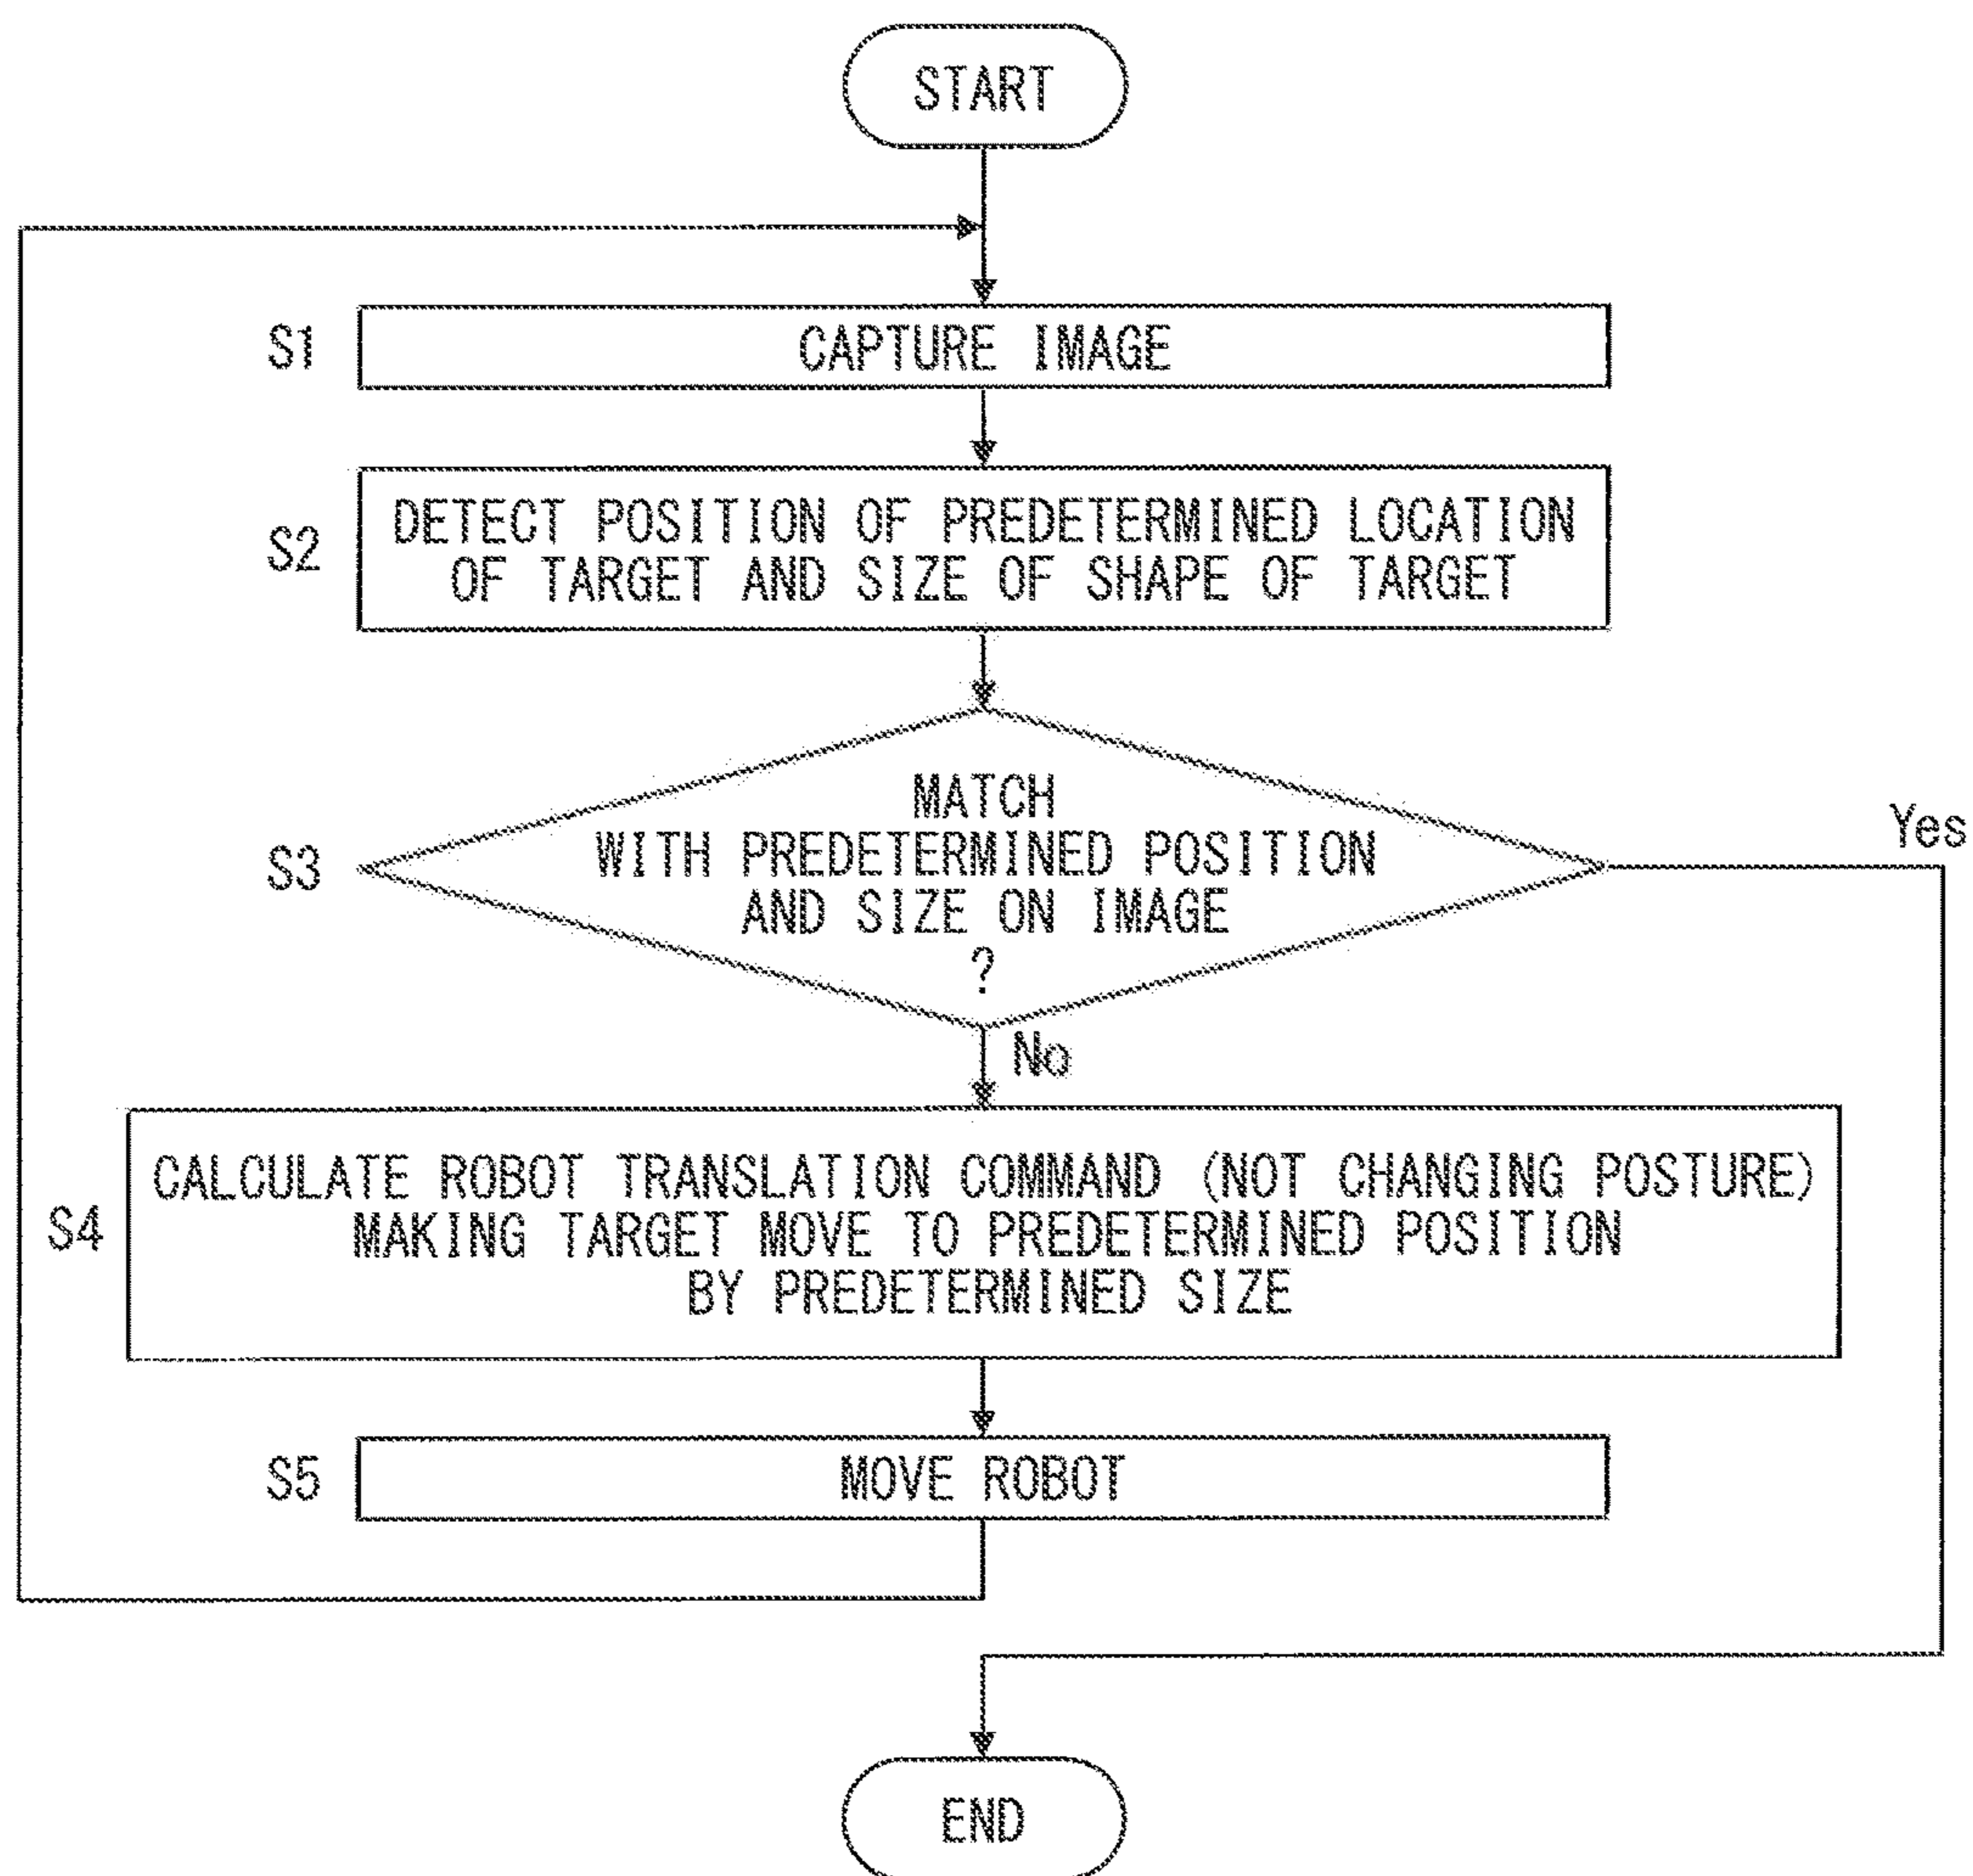 START
S1
CAPTURE IMAGE
S2
DETECT POSITION OF PREDETERMINED LOCATION
OF TARGET AND SIZE OF SHAPE OF TARGET
S3
MATCH
WITH PREDETERMINED POSITION
AND SIZE ON IMAGE
?
Yes
No
S4
CALCULATE ROBOT TRANSLATION COMMAND (NOT CHANGING POSTURE)
MAKING TARGET MOVE TO PREDETERMINED POSITION
BY PREDETERMINED SIZE
S5
MOVE ROBOT
END